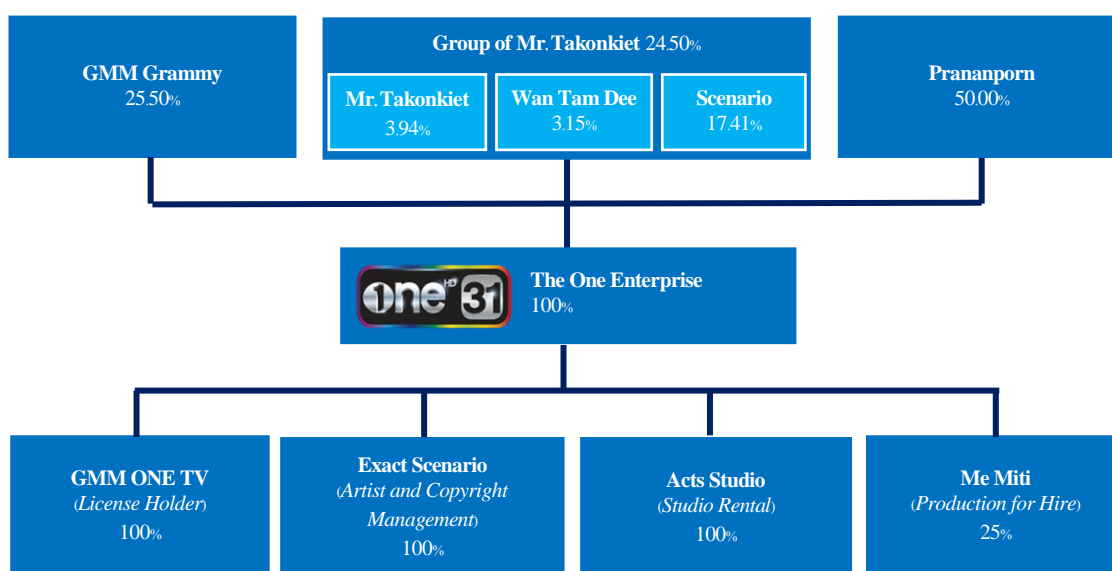 GMM Grammy
25.50%
Group of Mr. Takonkiet 24.50%
Mr. Takonkiet
3.94%
Wan Tam Dee
3.15%
Scenario
17.41%
Prananporn
50.00%
one HD 31
The One Enterprise
100%
GMM ONE TV
(License Holder)
100%
Exact Scenario
(Artist and Copyright
Management)
100%
Acts Studio
(Studio Rental)
100%
Me Miti
(Production for Hire)
25%